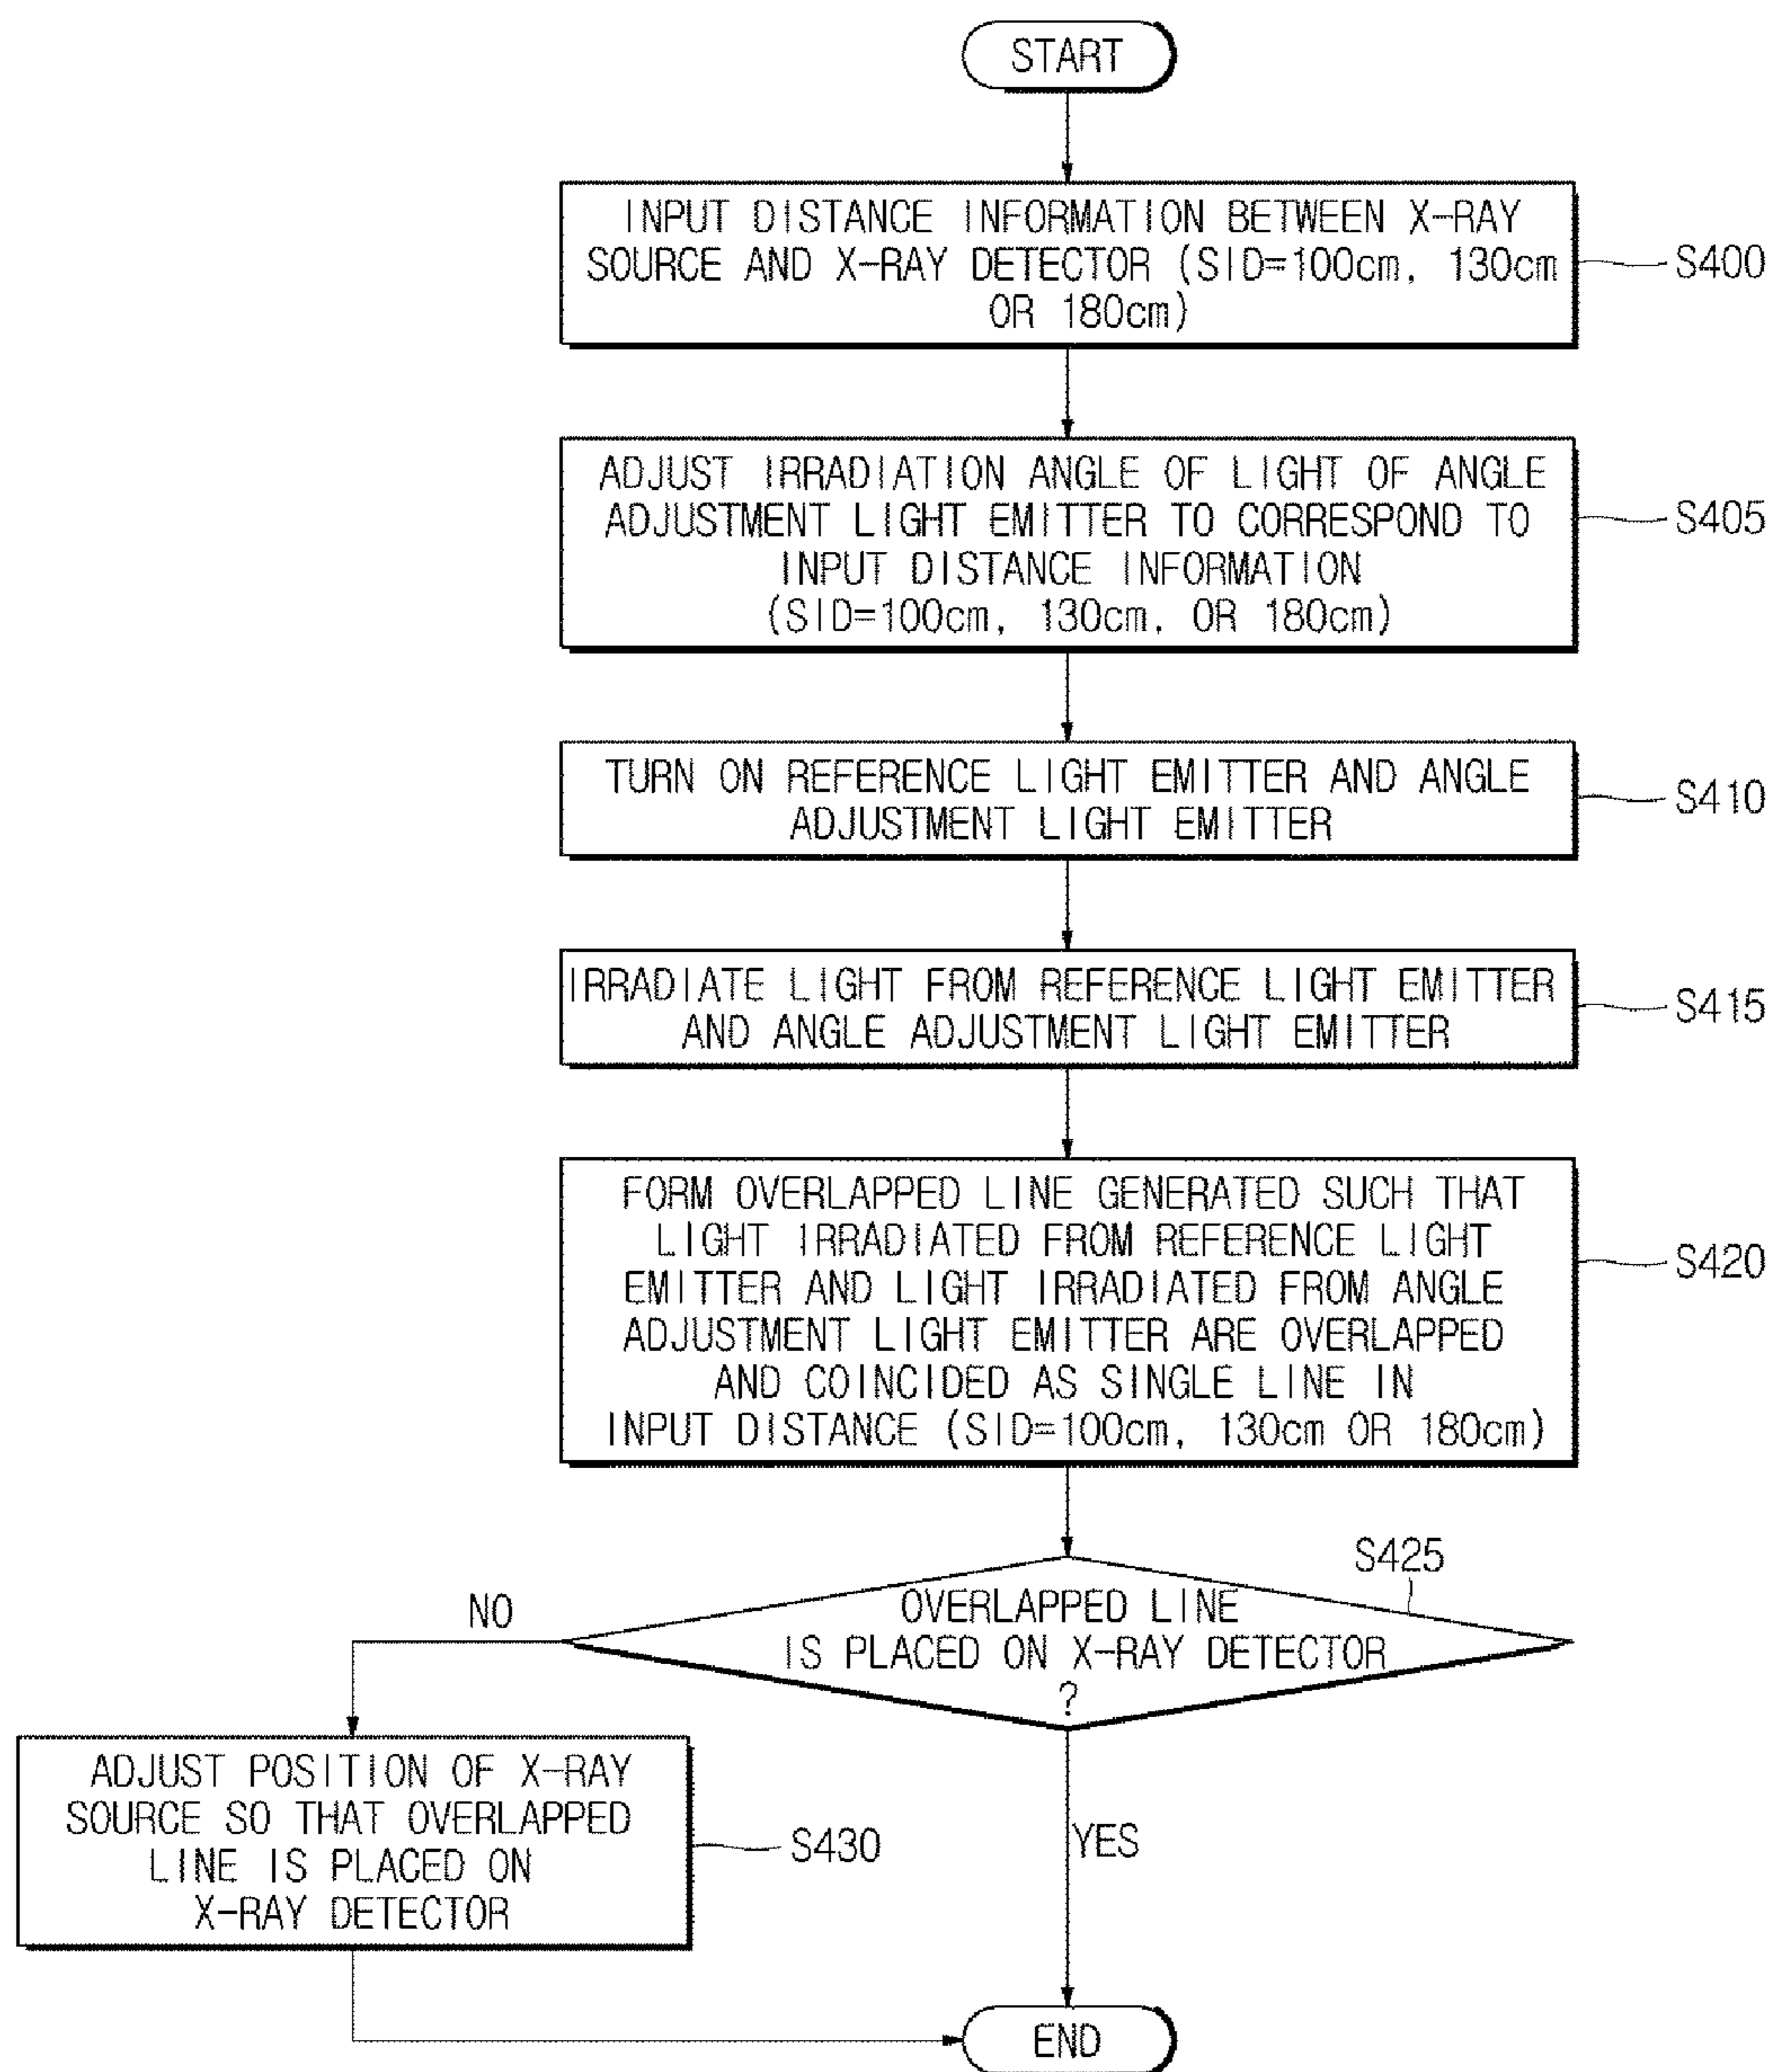 START
INPUT DISTANCE INFORMATION BETWEEN X-RAY
SOURCE AND X-RAY DETECTOR (SID=100cm, 130cm
OR 180cm)
S400
ADJUST IRRADIATION ANGLE OF LIGHT OF ANGLE
ADJUSTMENT LIGHT EMITTER TO CORRESPOND TO
INPUT DISTANCE INFORMATION
(SID=100cm, 130cm, OR 180cm)
S405
TURN ON REFERENCE LIGHT EMITTER AND ANGLE
ADJUSTMENT LIGHT EMITTER
S410
IRRADIATE LIGHT FROM REFERENCE LIGHT EMITTER
AND ANGLE ADJUSTMENT LIGHT EMITTER
S415
FORM OVERLAPPED LINE GENERATED SUCH THAT
LIGHT IRRADIATED FROM REFERENCE LIGHT
EMITTER AND LIGHT IRRADIATED FROM ANGLE
ADJUSTMENT LIGHT EMITTER ARE OVERLAPPED
AND COINCIDED AS SINGLE LINE IN
INPUT DISTANCE (SID=100cm, 130cm OR 180cm)
S420
S425
OVERLAPPED LINE
IS PLACED ON X-RAY DETECTOR
?
NO
ADJUST POSITION OF X-RAY
SOURCE SO THAT OVERLAPPED
LINE IS PLACED ON
X-RAY DETECTOR
S430
YES
END